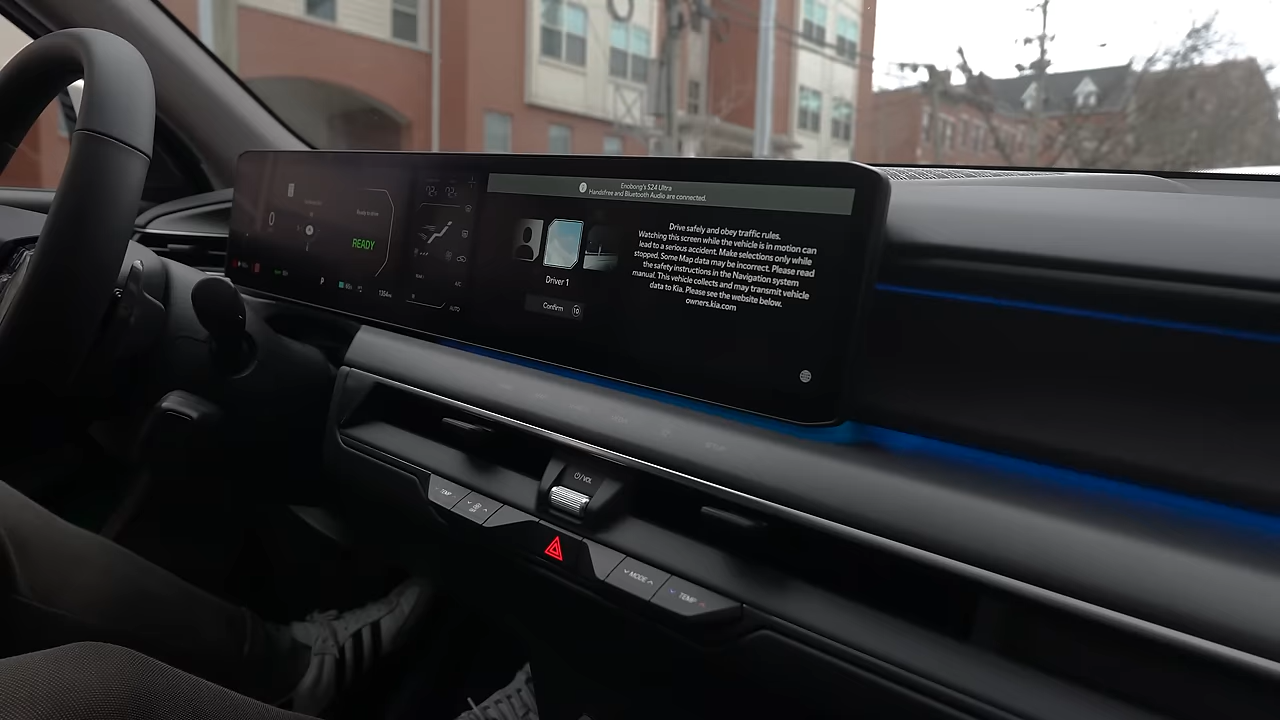 Enobong's S24 Ultra
Handsfree and Bluetooth Audio are connected.
0
READY
P
AUTO
A/C
Driver 1
Confirm 10
Drive safely and obey traffic rules.
Watching this screen while the vehicle is in motion can
lead to a serious accident. Make selections only while
stopped. Some Map data may be incorrect. Please read
the safety instructions in the Navigation system
manual. This vehicle collects and may transmit vehicle
data to Kia. Please see the website below.
owners.kia.com
/VOL
TEMP
MODE
TEMP